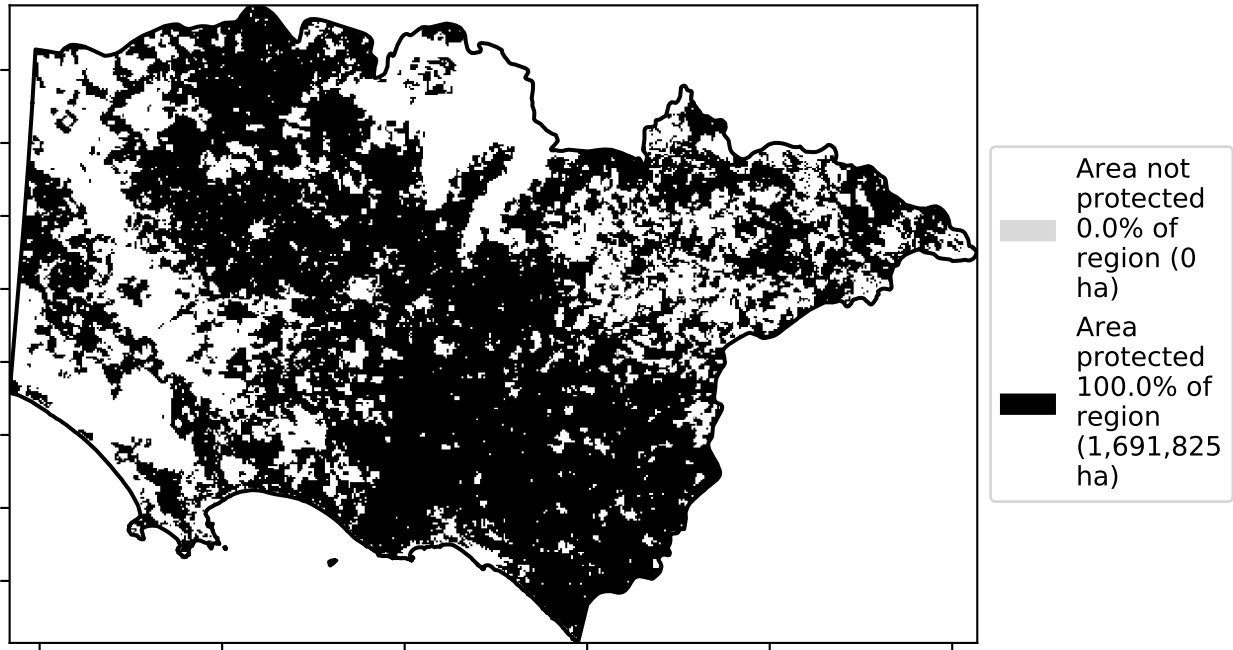 Area not
protected
0.0% of
region (0
ha)
Area
protected
100.0% of
region
(1,691,825
ha)